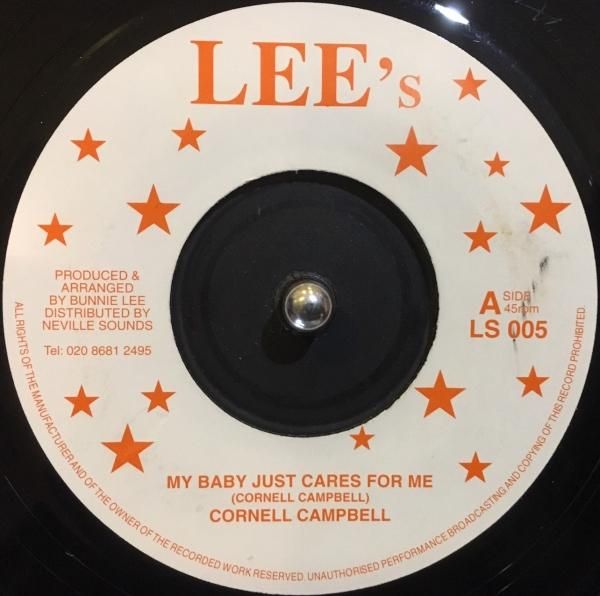 LEE's
PRODUCED &
ARRANGED
BY BUNNIE LEE
DISTRIBUTED BY
NEVILLE SOUNDS
Tel: 020 8681 2495
A SIDE
45rpm
LS 005
MY BABY JUST CARES FOR ME
(CORNELL CAMPBELL)
CORNELL CAMPBELL
ALL RIGHTS OF THE MANUFACTURER AND OF THE OWNER OF THE RECORDED WORK RESERVED. UNAUTHORISED PERFORMANCE BROADCASTING AND COPYING OF THIS RECORD PROHIBITED.